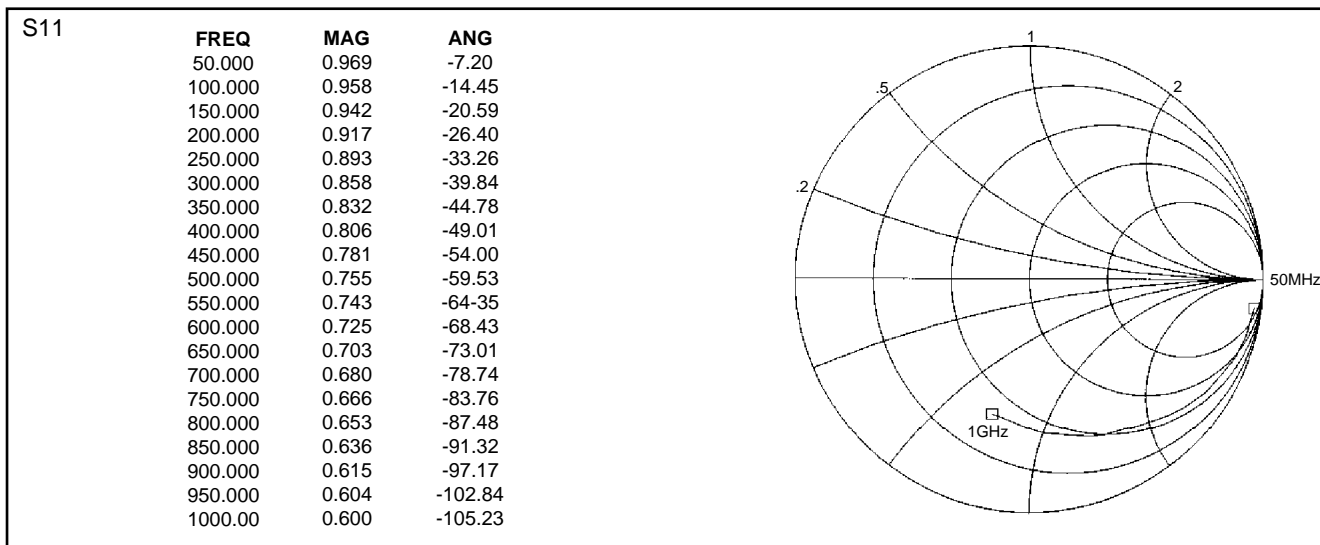 S11
FREQ MAG ANG
50.000 0.969 -7.20
100.000 0.958 -14.45
150.000 0.942 -20.59
200.000 0.917 -26.40
250.000 0.893 -33.26
300.000 0.858 -39.84
350.000 0.832 -44.78
400.000 0.806 -49.01
450.000 0.781 -54.00
500.000 0.755 -59.53
550.000 0.743 -64-35
600.000 0.725 -68.43
650.000 0.703 -73.01
700.000 0.680 -78.74
750.000 0.666 -83.76
800.000 0.653 -87.48
850.000 0.636 -91.32
900.000 0.615 -97.17
950.000 0.604 -102.84
1000.00 0.600 -105.23
1
.5
2
.2
50MHz
1GHz